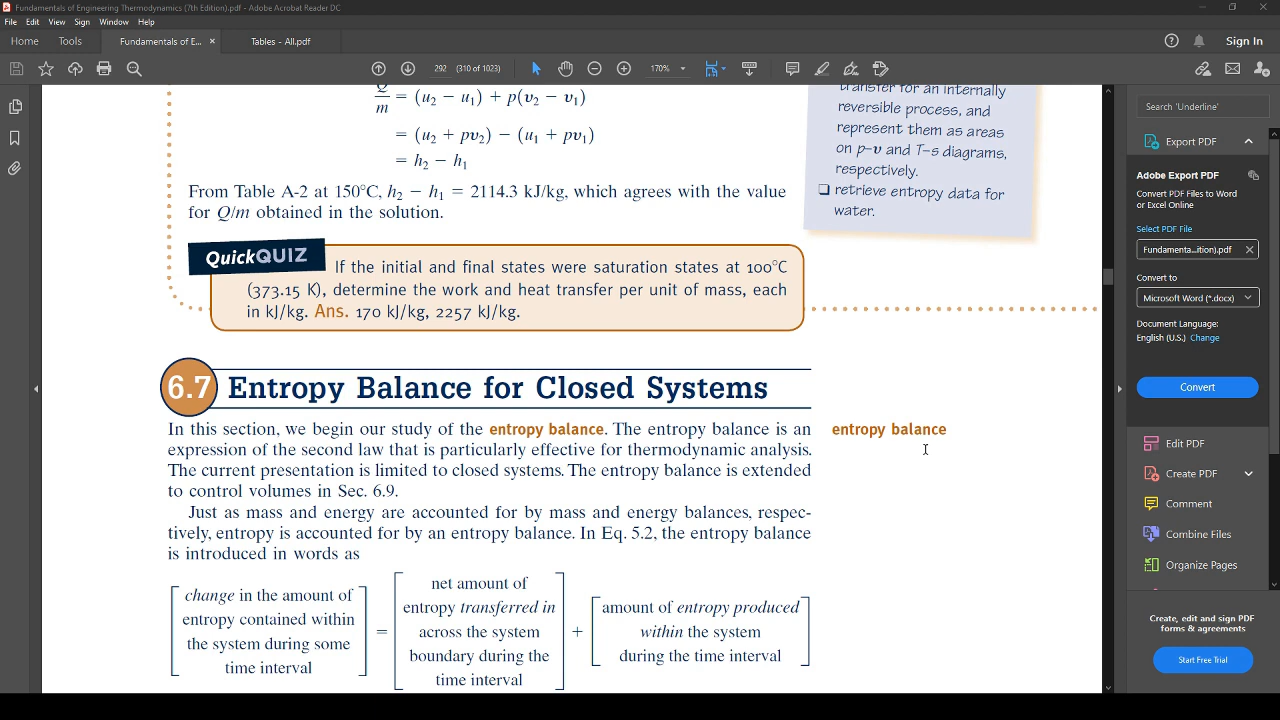 Fundamentals of Engineering Thermodynamics (7th Edition).pdf - Adobe Acrobat Reader DC
File Edit View Sign Window Help
Home Tools Fundamentals of E... × Tables - All.pdf Sign In
292 (310 of 1023) 170%
Q/m = (u2 − u1) + p(v2 − v1)
= (u2 + pv2) − (u1 + pv1)
= h2 − h1
From Table A-2 at 150°C, h2 − h1 = 2114.3 kJ/kg, which agrees with the value
for Q/m obtained in the solution.
transfer for an internally
reversible process, and
represent them as areas
on p–v and T–s diagrams,
respectively.
❑ retrieve entropy data for
water.
QuickQUIZ
If the initial and final states were saturation states at 100°C
(373.15 K), determine the work and heat transfer per unit of mass, each
in kJ/kg. Ans. 170 kJ/kg, 2257 kJ/kg.
6.7 Entropy Balance for Closed Systems
In this section, we begin our study of the entropy balance. The entropy balance is an
expression of the second law that is particularly effective for thermodynamic analysis.
The current presentation is limited to closed systems. The entropy balance is extended
to control volumes in Sec. 6.9.
entropy balance
Just as mass and energy are accounted for by mass and energy balances, respec-
tively, entropy is accounted for by an entropy balance. In Eq. 5.2, the entropy balance
is introduced in words as
change in the amount of
entropy contained within
the system during some
time interval
=
net amount of
entropy transferred in
across the system
boundary during the
time interval
+
amount of entropy produced
within the system
during the time interval
Search 'Underline'
Export PDF
Adobe Export PDF
Convert PDF Files to Word
or Excel Online
Select PDF File
Fundamenta...ition).pdf
Convert to
Microsoft Word (*.docx)
Document Language:
English (U.S.) Change
Convert
Edit PDF
Create PDF
Comment
Combine Files
Organize Pages
Create, edit and sign PDF
forms & agreements
Start Free Trial